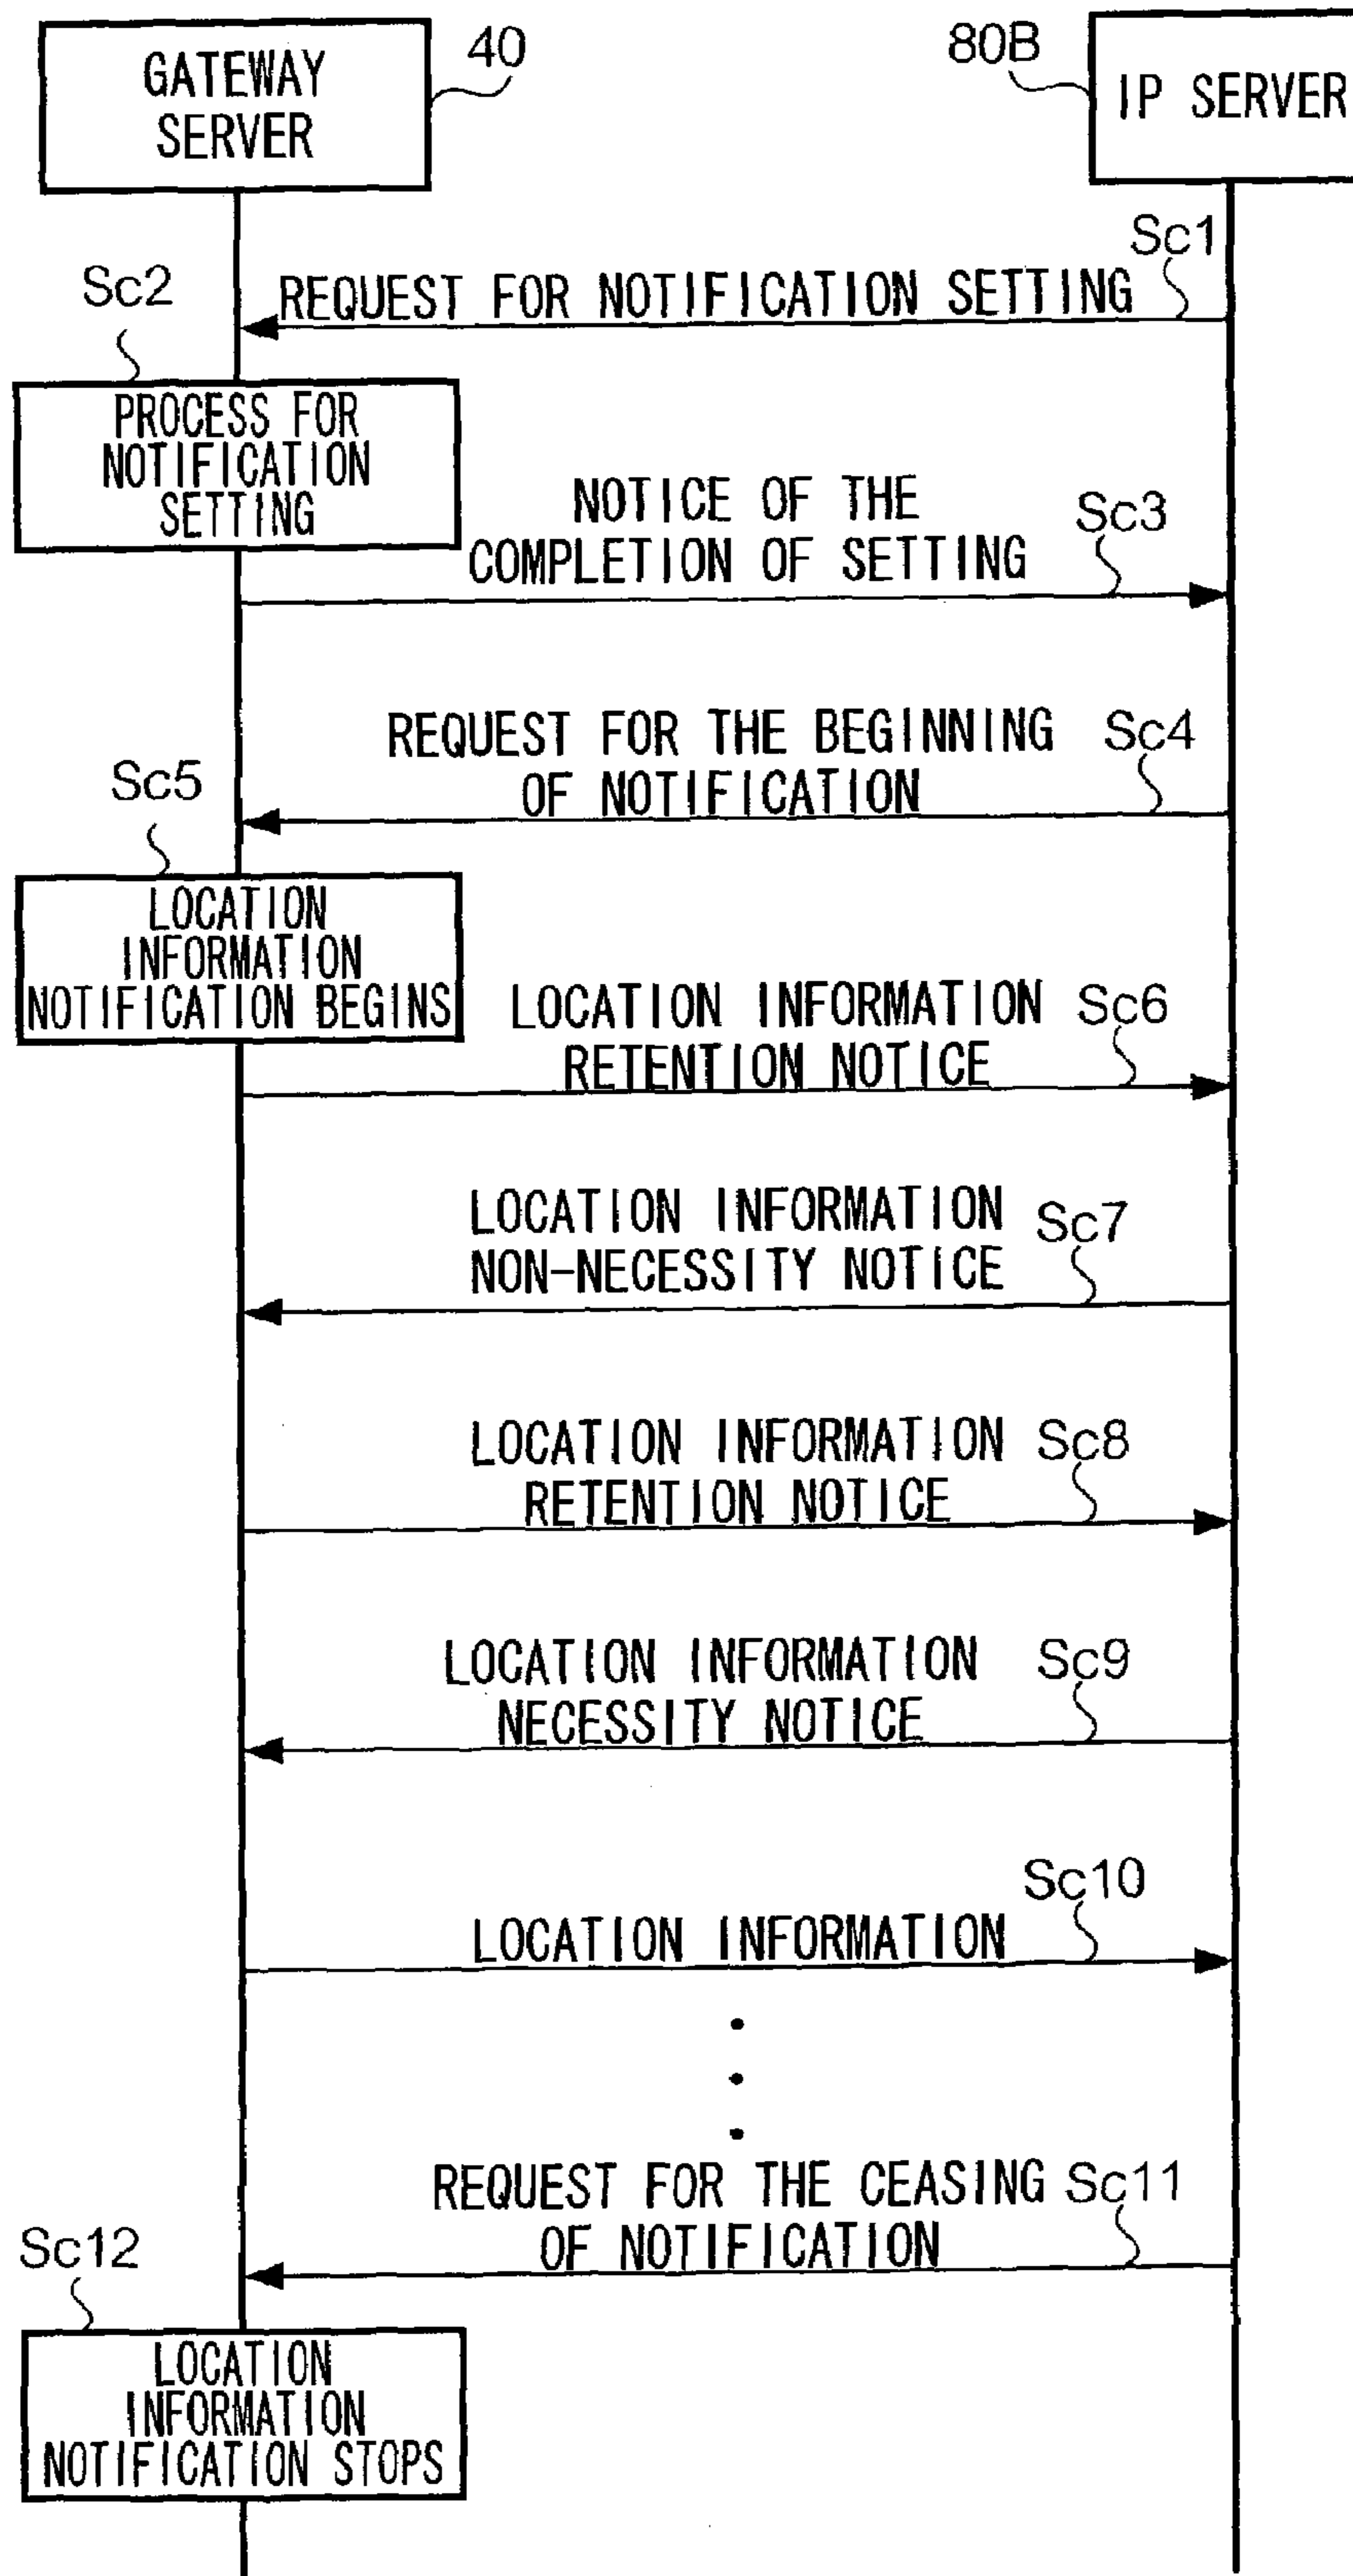 GATEWAY
SERVER
40
80B
IP SERVER
Sc1
REQUEST FOR NOTIFICATION SETTING
Sc2
PROCESS FOR
NOTIFICATION
SETTING
NOTICE OF THE
COMPLETION OF SETTING
Sc3
REQUEST FOR THE BEGINNING
OF NOTIFICATION
Sc4
Sc5
LOCATION
INFORMATION
NOTIFICATION BEGINS
LOCATION INFORMATION
RETENTION NOTICE
Sc6
LOCATION INFORMATION
NON-NECESSITY NOTICE
Sc7
LOCATION INFORMATION
RETENTION NOTICE
Sc8
LOCATION INFORMATION
NECESSITY NOTICE
Sc9
Sc10
LOCATION INFORMATION
REQUEST FOR THE CEASING
OF NOTIFICATION
Sc11
Sc12
LOCATION
INFORMATION
NOTIFICATION STOPS